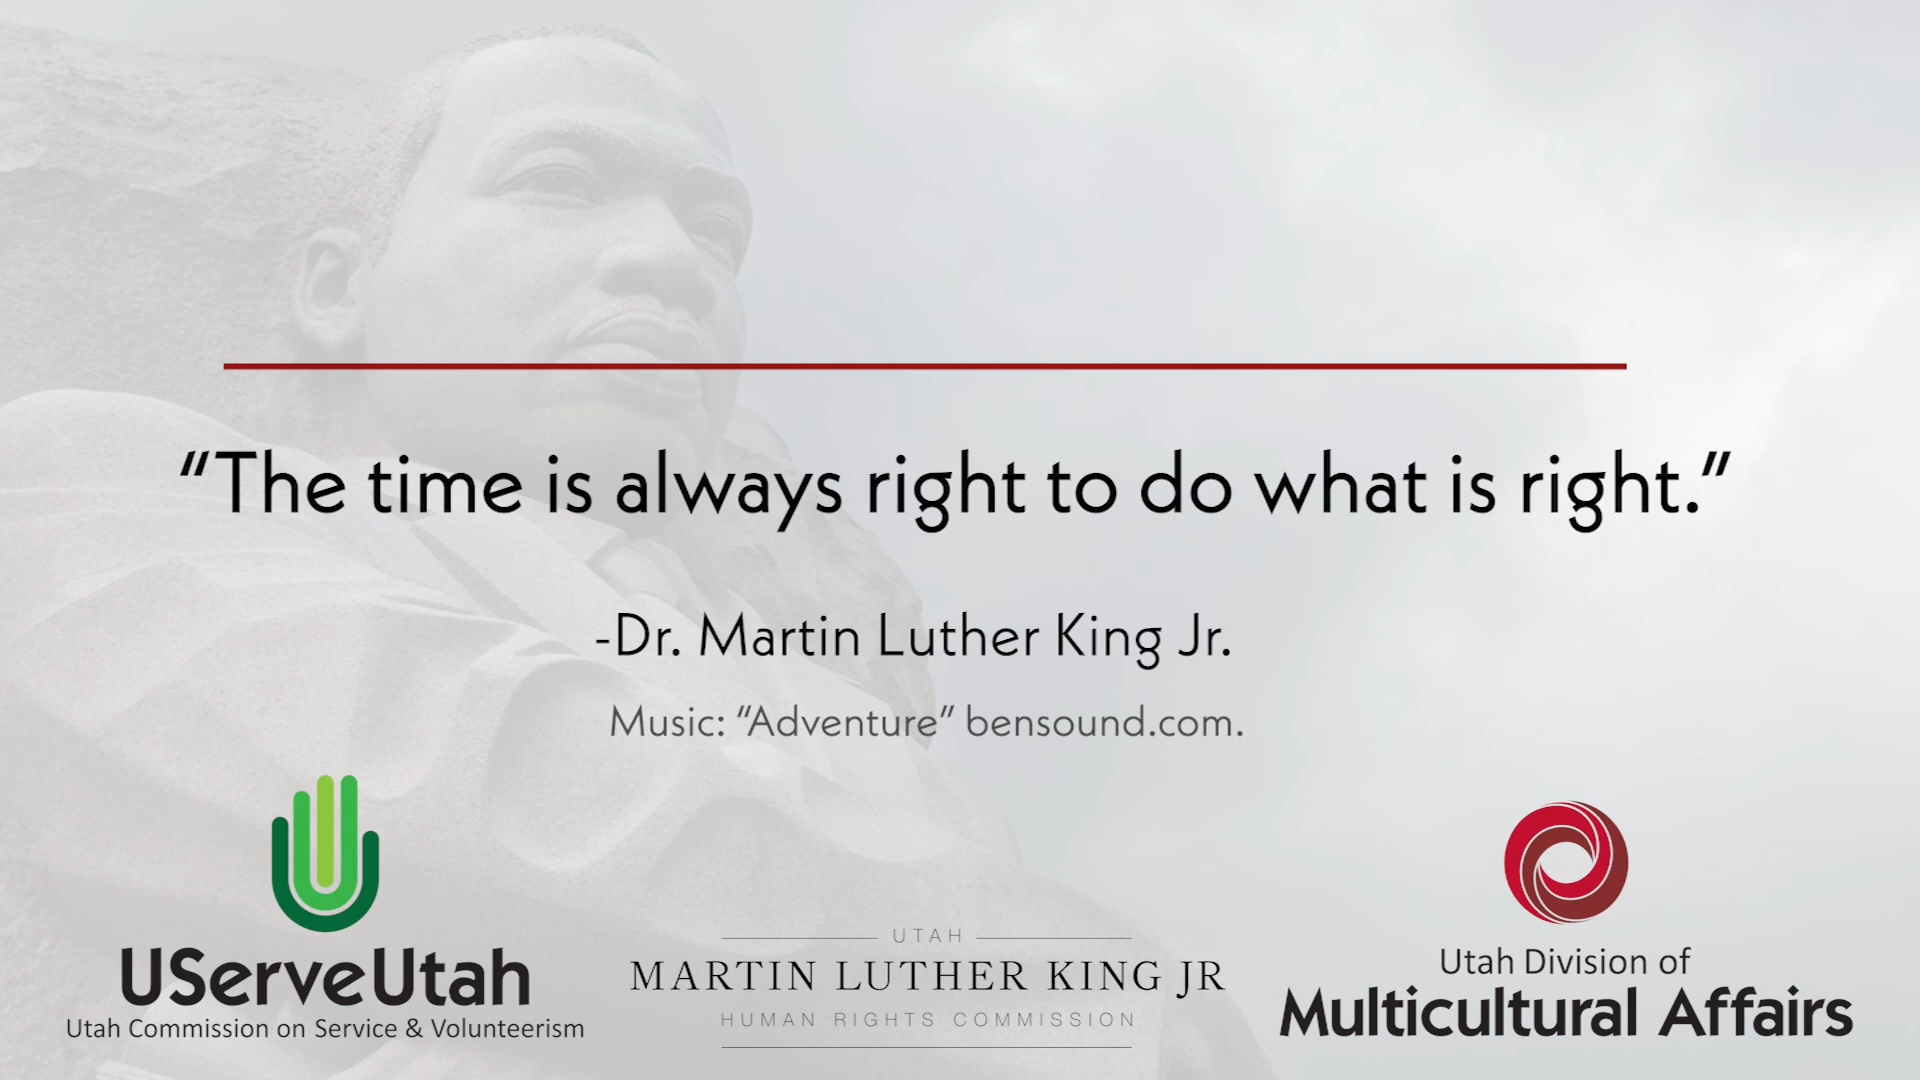 “The time is always right to do what is right.”
-Dr. Martin Luther King Jr.
Music: “Adventure” bensound.com.
UServeUtah
Utah Commission on Service & Volunteerism
UTAH
MARTIN LUTHER KING JR
HUMAN RIGHTS COMMISSION
Utah Division of
Multicultural Affairs